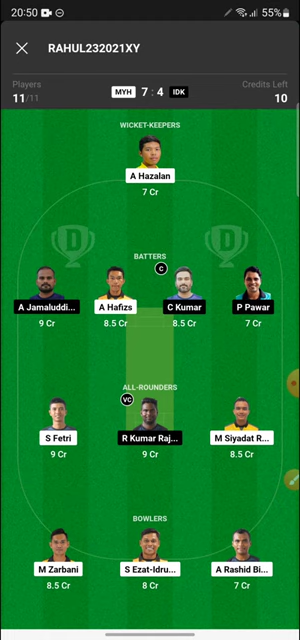 20:50
55%
RAHUL232021XY
Players
11/11
MYH 7 : 4 IDK
Credits Left
10
WICKET-KEEPERS
A Hazalan
7 Cr
BATTERS
C
A Jamaluddi... A Hafizs C Kumar P Pawar
9 Cr 8.5 Cr 8.5 Cr 7 Cr
ALL-ROUNDERS
VC
S Fetri R Kumar Raj... M Siyadat R...
9 Cr 9 Cr 8.5 Cr
BOWLERS
M Zarbani S Ezat-Idru... A Rashid Bi...
8.5 Cr 8 Cr 7 Cr